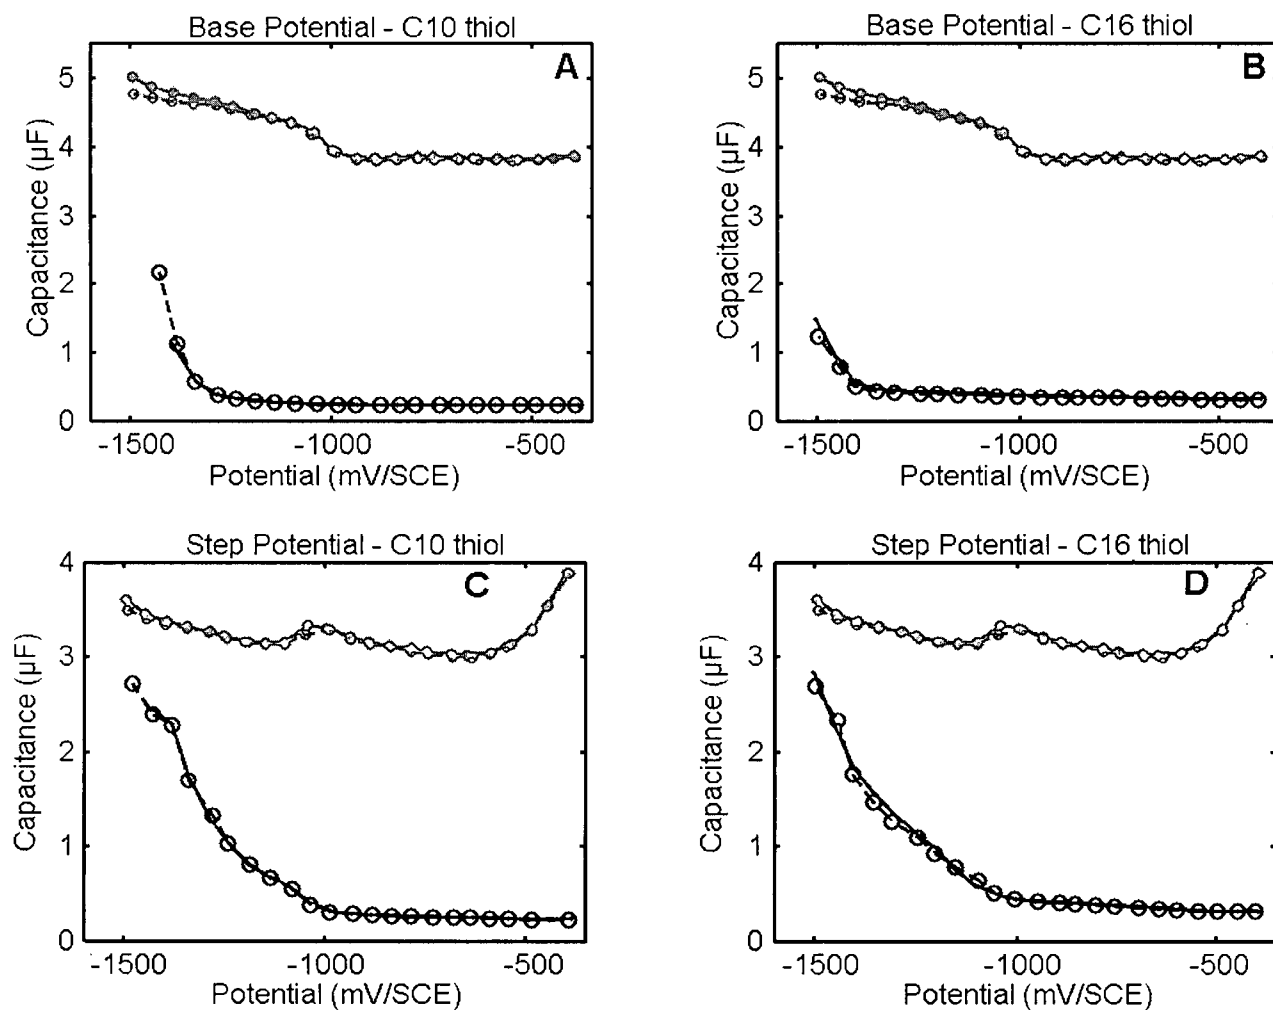 Base Potential - C10 thiol
A
5
4
3
2
1
0
Capacitance (µF)
-1500 -1000 -500
Potential (mV/SCE)
Base Potential - C16 thiol
B
5
4
3
2
1
0
Capacitance (µF)
-1500 -1000 -500
Potential (mV/SCE)
Step Potential - C10 thiol
C
4
3
2
1
0
Capacitance (µF)
-1500 -1000 -500
Potential (mV/SCE)
Step Potential - C16 thiol
D
4
3
2
1
0
Capacitance (µF)
-1500 -1000 -500
Potential (mV/SCE)